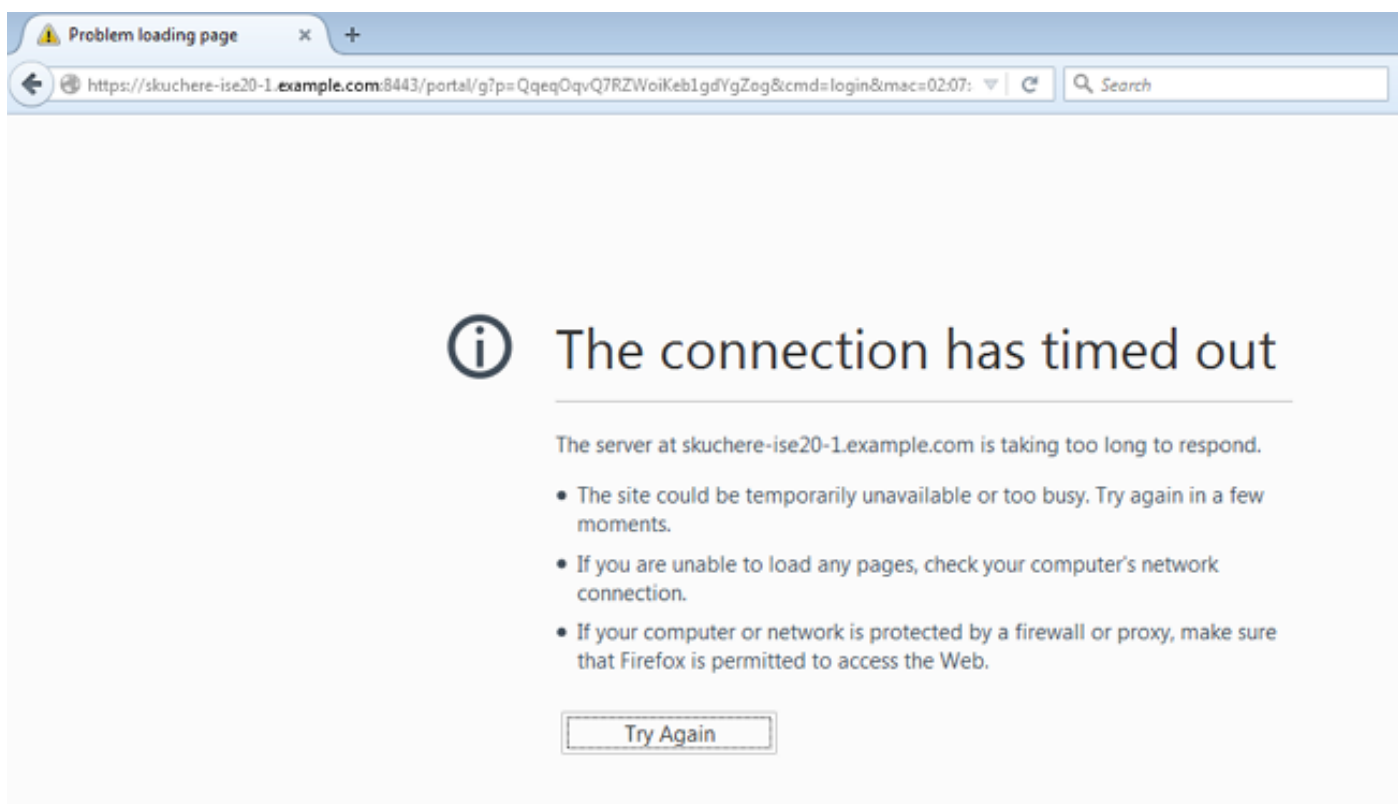 Problem loading page
https://skuchere-ise20-1.example.com:8443/portal/g?p=QqeqOqvQ7RZWoiKeb1gdYgZog&cmd=login&mac=02:07:
Search
The connection has timed out
The server at skuchere-ise20-1.example.com is taking too long to respond.
• The site could be temporarily unavailable or too busy. Try again in a few
moments.
• If you are unable to load any pages, check your computer's network
connection.
• If your computer or network is protected by a firewall or proxy, make sure
that Firefox is permitted to access the Web.
Try Again